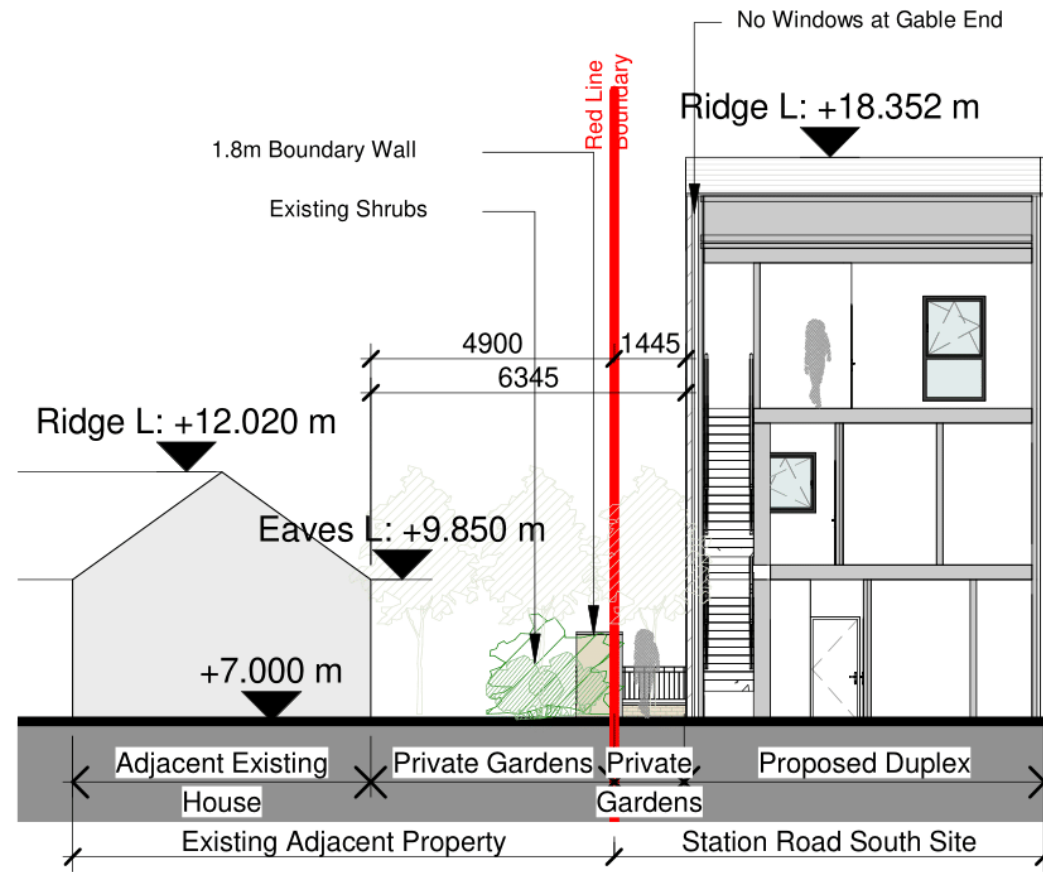 No Windows at Gable End
Red Line
Boundary
Ridge L: +18.352 m
1.8m Boundary Wall
Existing Shrubs
4900
1445
6345
Ridge L: +12.020 m
Eaves L: +9.850 m
+7.000 m
Adjacent Existing
House
Private Gardens
Private
Gardens
Proposed Duplex
Existing Adjacent Property
Station Road South Site